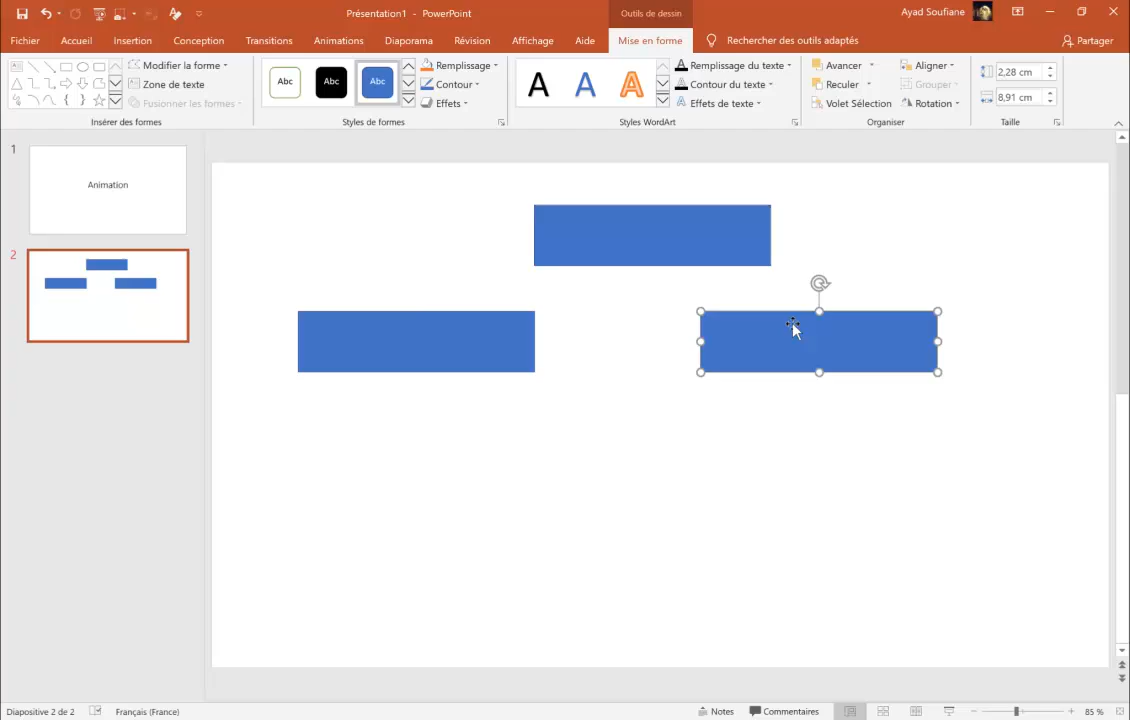 Présentation1 - PowerPoint
Outils de dessin
Ayad Soufiane
Fichier Accueil Insertion Conception Transitions Animations Diaporama Révision Affichage Aide Mise en forme Rechercher des outils adaptés Partager
Modifier la forme
Zone de texte
Fusionner les formes
Insérer des formes
Abc Abc Abc
Remplissage
Contour
Effets
Styles de formes
A A A
Remplissage du texte
Contour du texte
Effets de texte
Styles WordArt
Avancer
Reculer
Volet Sélection
Aligner
Grouper
Rotation
Organiser
2,28 cm
8,91 cm
Taille
1
Animation
2
Diapositive 2 de 2 Français (France) Notes Commentaires 85 %